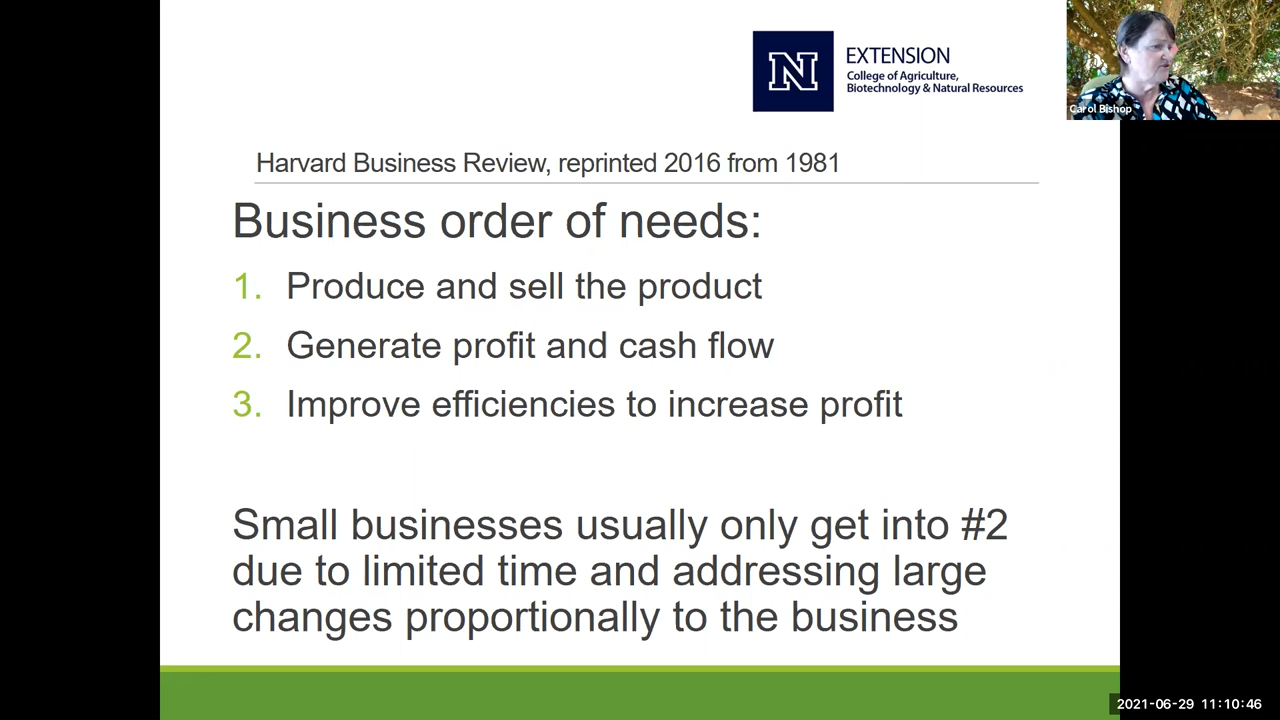 N EXTENSION
College of Agriculture,
Biotechnology & Natural Resources
Carol Bishop
Harvard Business Review, reprinted 2016 from 1981
Business order of needs:
1. Produce and sell the product
2. Generate profit and cash flow
3. Improve efficiencies to increase profit
Small businesses usually only get into #2
due to limited time and addressing large
changes proportionally to the business
2021-06-29 11:10:46